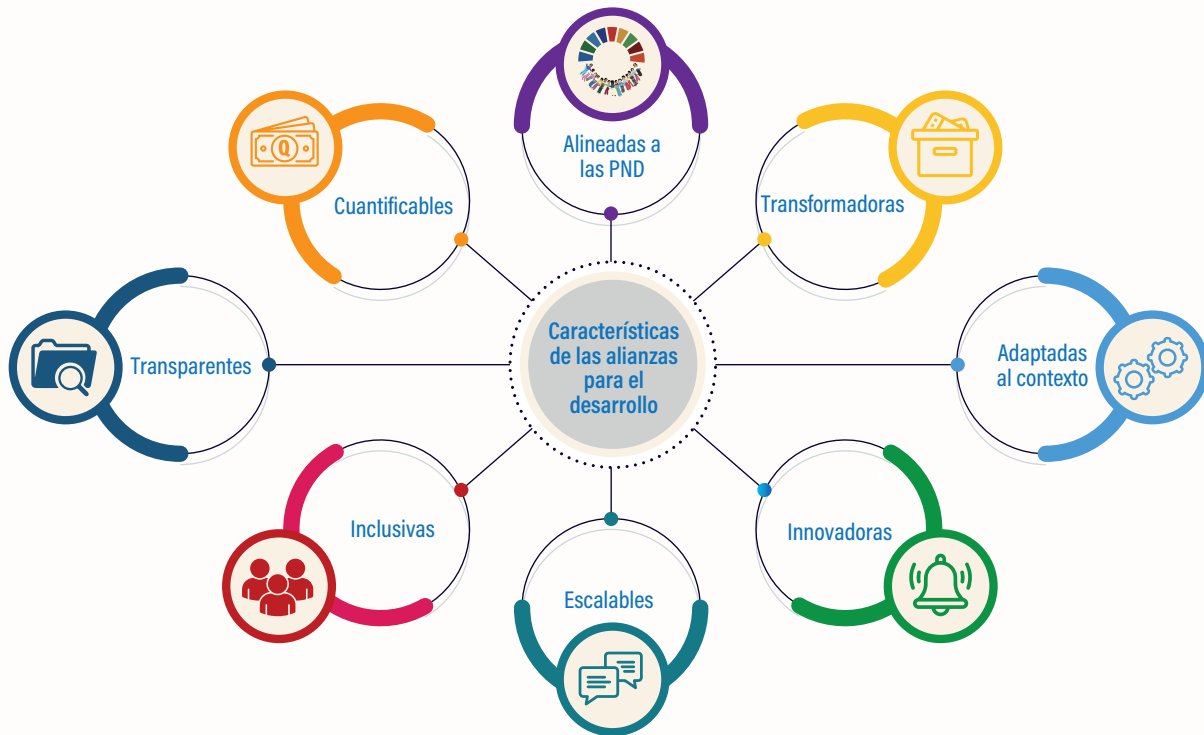 Alineadas a
las PND
Cuantificables
Q
Transformadoras
Transparentes
Características
de las alianzas
para el
desarrollo
Adaptadas
al contexto
Inclusivas
Innovadoras
Escalables